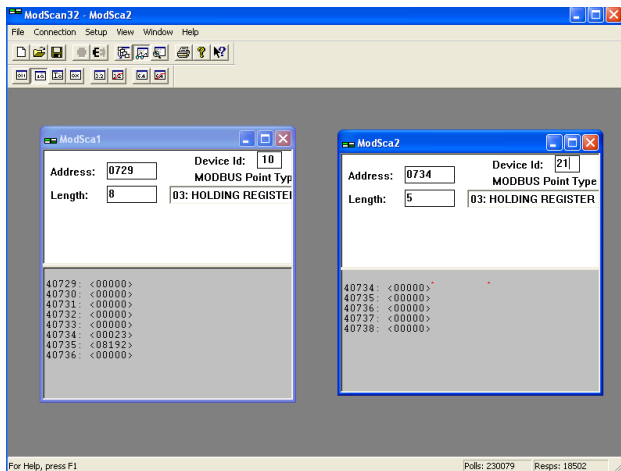 ModScan32 - ModSca2
File Connection Setup View Window Help
ModSca1
Device Id: 10
Address: 0729
MODBUS Point Typ
Length: 8
03: HOLDING REGISTEI
40729: <00000>
40730: <00000>
40731: <00000>
40732: <00000>
40733: <00000>
40734: <00023>
40735: <08192>
40736: <00000>
ModSca2
Device Id: 21
Address: 0734
MODBUS Point Type
Length: 5
03: HOLDING REGISTER
40734: <00000>
40735: <00000>
40736: <00000>
40737: <00000>
40738: <00000>
For Help, press F1
Polls: 230079
Resps: 18502